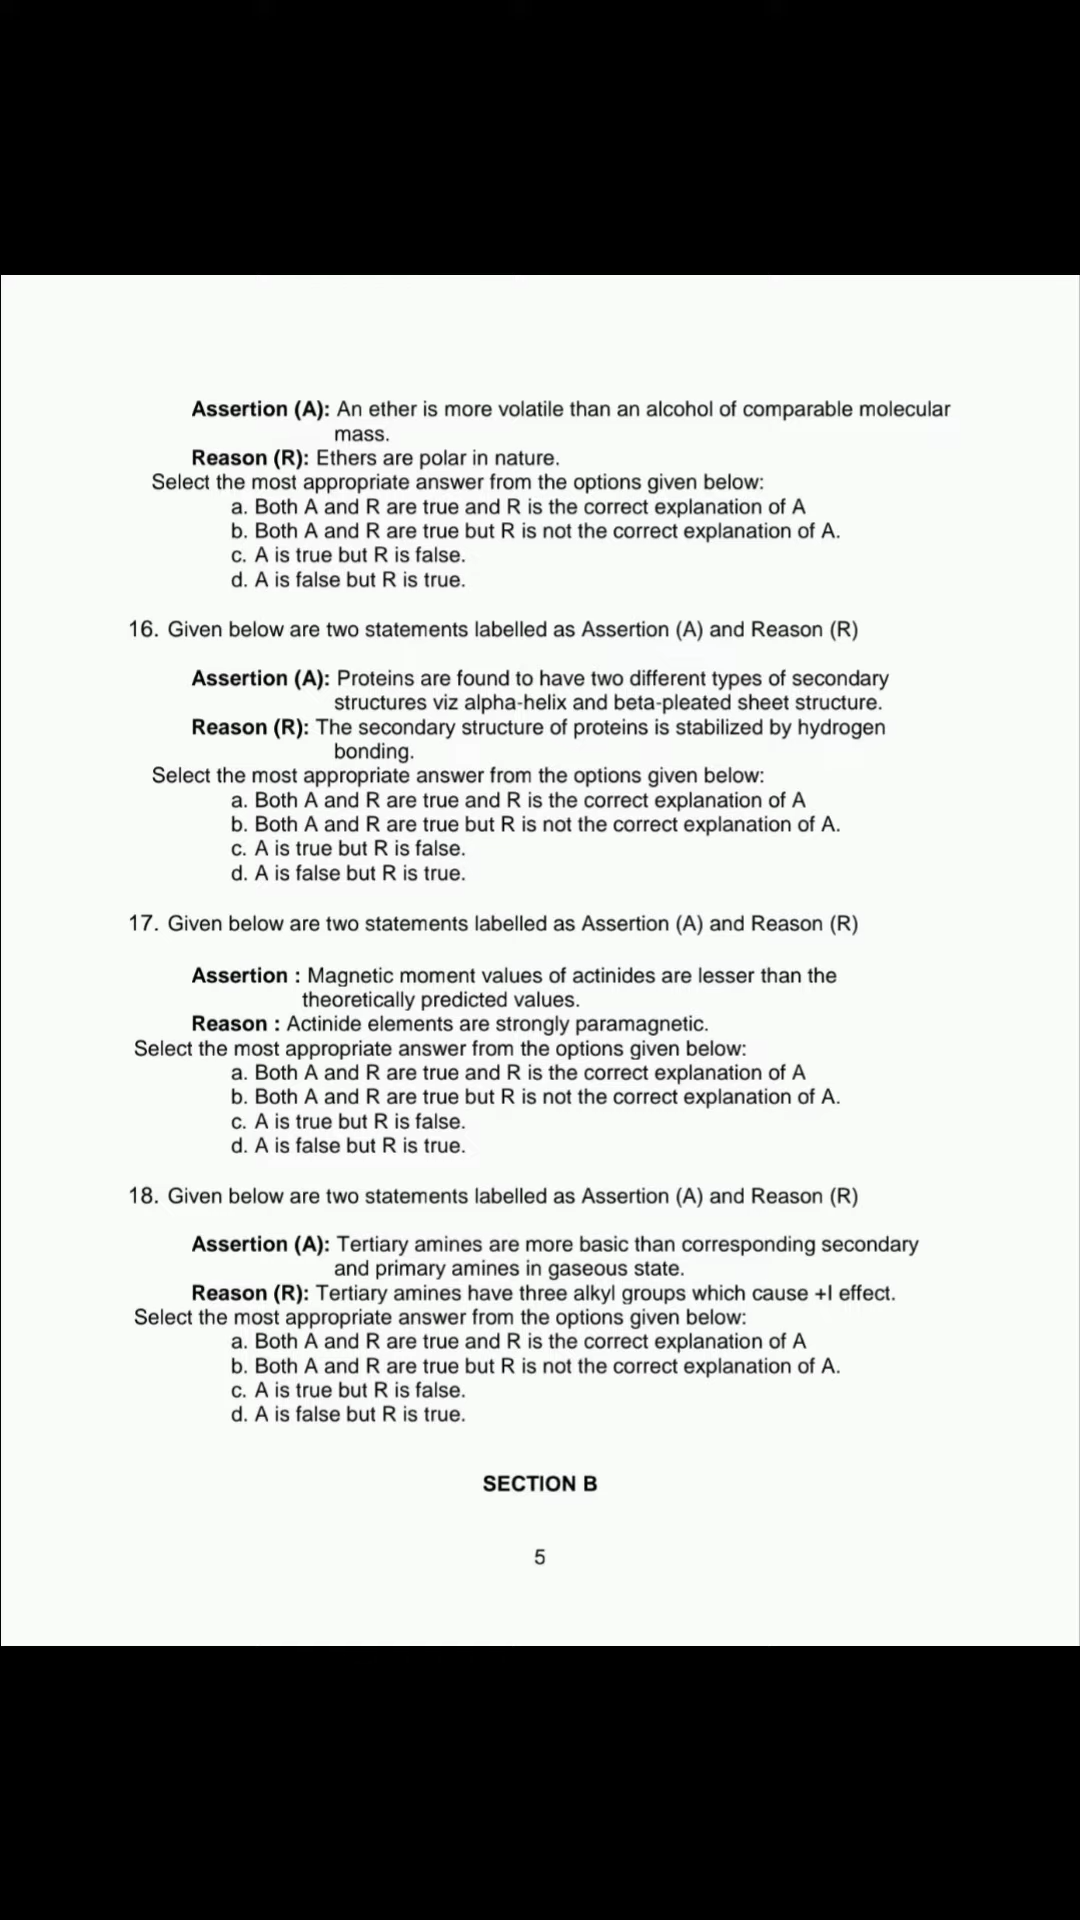 Assertion (A): An ether is more volatile than an alcohol of comparable molecular
mass.
Reason (R): Ethers are polar in nature.
Select the most appropriate answer from the options given below:
a. Both A and R are true and R is the correct explanation of A
b. Both A and R are true but R is not the correct explanation of A.
c. A is true but R is false.
d. A is false but R is true.
16. Given below are two statements labelled as Assertion (A) and Reason (R)
Assertion (A): Proteins are found to have two different types of secondary
structures viz alpha-helix and beta-pleated sheet structure.
Reason (R): The secondary structure of proteins is stabilized by hydrogen
bonding.
Select the most appropriate answer from the options given below:
a. Both A and R are true and R is the correct explanation of A
b. Both A and R are true but R is not the correct explanation of A.
c. A is true but R is false.
d. A is false but R is true.
17. Given below are two statements labelled as Assertion (A) and Reason (R)
Assertion : Magnetic moment values of actinides are lesser than the
theoretically predicted values.
Reason : Actinide elements are strongly paramagnetic.
Select the most appropriate answer from the options given below:
a. Both A and R are true and R is the correct explanation of A
b. Both A and R are true but R is not the correct explanation of A.
c. A is true but R is false.
d. A is false but R is true.
18. Given below are two statements labelled as Assertion (A) and Reason (R)
Assertion (A): Tertiary amines are more basic than corresponding secondary
and primary amines in gaseous state.
Reason (R): Tertiary amines have three alkyl groups which cause +I effect.
Select the most appropriate answer from the options given below:
a. Both A and R are true and R is the correct explanation of A
b. Both A and R are true but R is not the correct explanation of A.
c. A is true but R is false.
d. A is false but R is true.
SECTION B
5